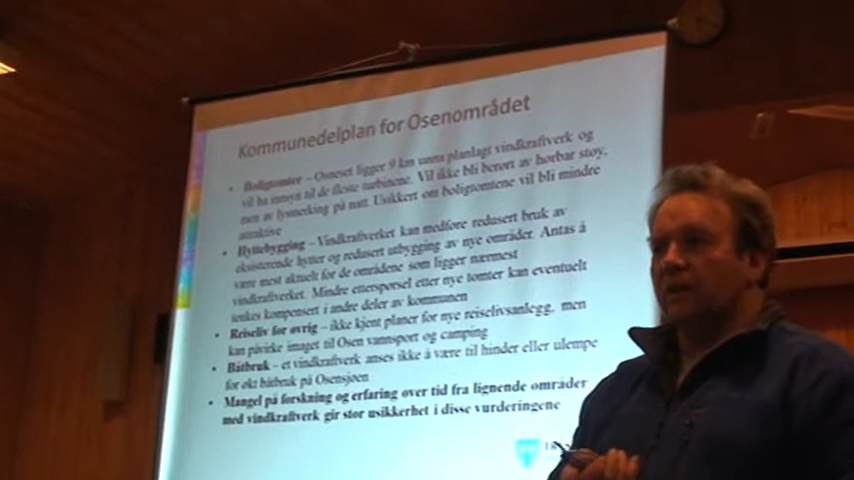 Kommunedelplan for Osenområdet
• Boligtomter – Osneset ligger 9 km unna planlagt vindkraftverk og
vil ha innsyn til de fleste turbinene. Vil ikke bli berørt av hørbar støy,
men av lysmerking på natt. Usikkert om boligtomtene vil bli mindre
attraktive
• Hyttebygging – Vindkraftverket kan medføre redusert bruk av
eksisterende hytter og redusert utbygging av nye områder. Antas å
være mest aktuelt for de områdene som ligger nærmest
vindkraftverket. Mindre etterspørsel etter nye tomter kan eventuelt
tenkes kompensert i andre deler av kommunen
• Reiseliv for øvrig – ikke kjent planer for nye reiselivsanlegg, men
kan påvirke imaget til Osen vannsport og camping
• Båtbruk – et vindkraftverk anses ikke å være til hinder eller ulempe
for økt båtbruk på Osensjøen
• Mangel på forskning og erfaring over tid fra lignende områder
med vindkraftverk gir stor usikkerhet i disse vurderingene